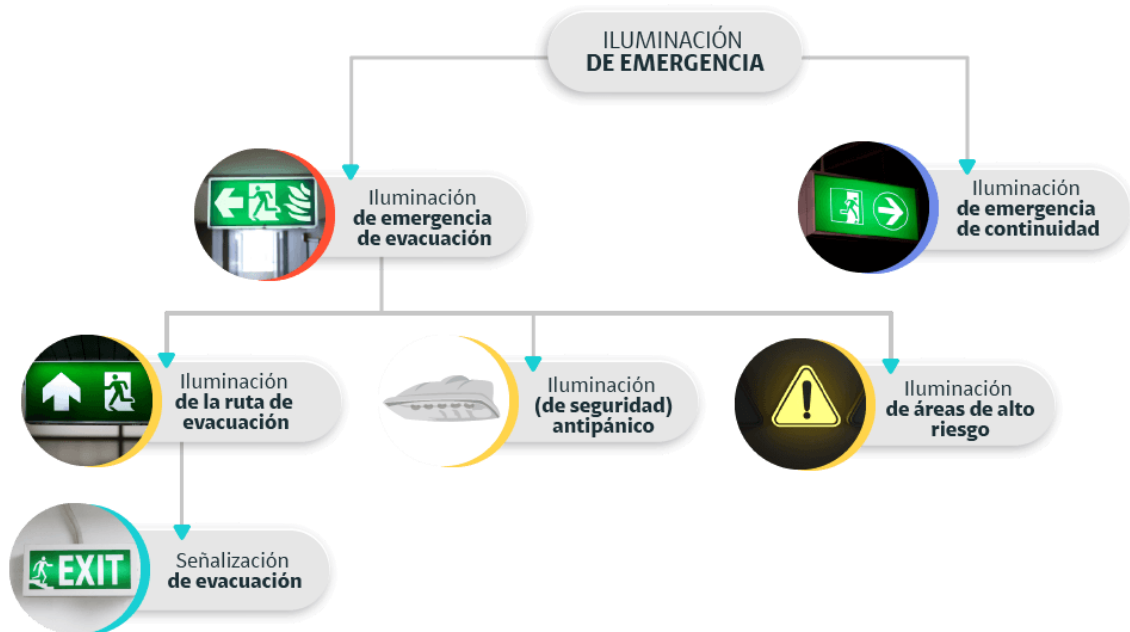 ILUMINACIÓN
DE EMERGENCIA
Iluminación
de emergencia
de evacuación
Iluminación
de emergencia
de continuidad
Iluminación
de la ruta de
evacuación
Iluminación
(de seguridad)
antipánico
Iluminación
de áreas de alto
riesgo
EXIT
Señalización
de evacuación